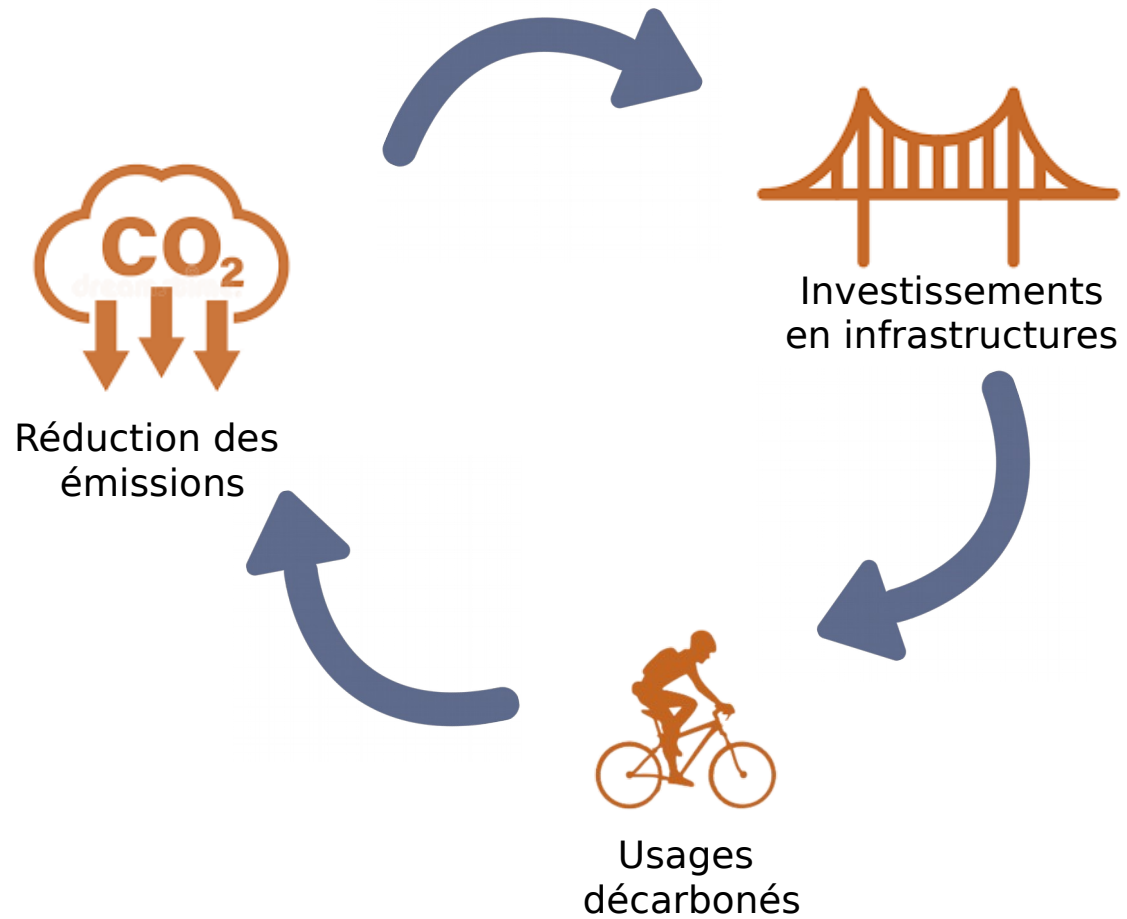 CO₂
Investissements
en infrastructures
Réduction des
émissions
Usages
décarbonés